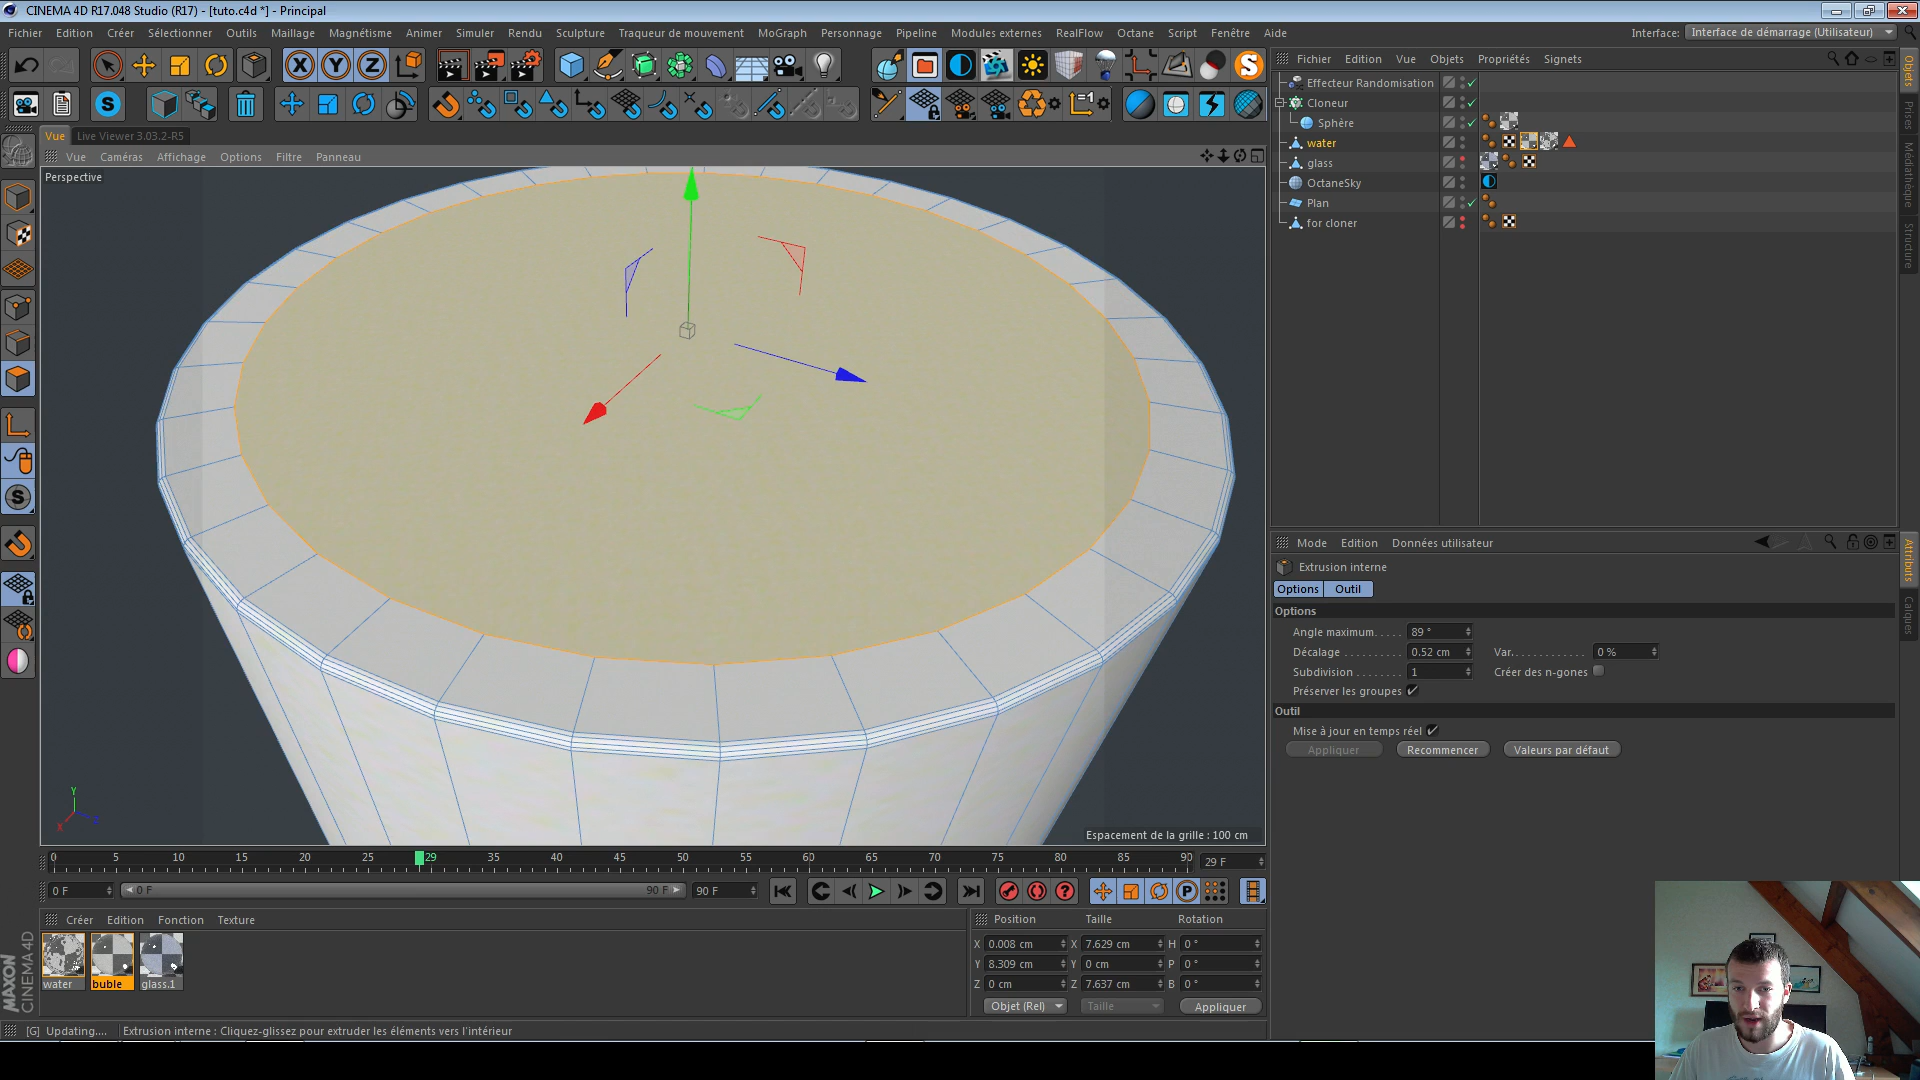 CINEMA 4D R17.048 Studio (R17) - [tuto.c4d *] - Principal
Fichier Edition Créer Sélectionner Outils Maillage Magnétisme Animer Simuler Rendu Sculpture Traqueur de mouvement MoGraph Personnage Pipeline Modules externes RealFlow Octane Script Fenêtre Aide
Interface: Interface de démarrage (Utilisateur)
Vue Live Viewer 3.03.2-R5
Vue Caméras Affichage Options Filtre Panneau
Perspective
Espacement de la grille : 100 cm
Y
X
Z
Fichier Edition Vue Objets Propriétés Signets
Effecteur Randomisation
Cloneur
Sphère
water
glass
OctaneSky
Plan
for cloner
Objets
Prises
Médiathèque
Structure
Mode Edition Données utilisateur
Extrusion interne
Options Outil
Options
Angle maximum..... 89 °
Décalage .......... 0.52 cm Var............. 0 %
Subdivision ........ 1 Créer des n-gones
Préserver les groupes
Outil
Mise à jour en temps réel
Appliquer Recommencer Valeurs par défaut
Attributs
Calques
0 5 10 15 20 25 29 35 40 45 50 55 60 65 70 75 80 85 90 29 F
0 F 0 F 90 F 90 F
Créer Edition Fonction Texture
water buble glass.1
MAXON
CINEMA 4D
Position Taille Rotation
X 0.008 cm X 7.629 cm H 0 °
Y 8.309 cm Y 0 cm P 0 °
Z 0 cm Z 7.637 cm B 0 °
Objet (Rel) Taille Appliquer
[G] Updating.... Extrusion interne : Cliquez-glissez pour extruder les éléments vers l'intérieur